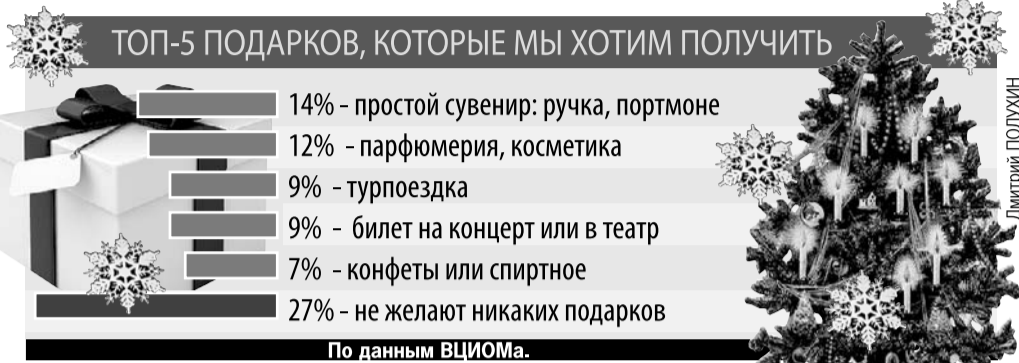 ТОП-5 ПОДАРКОВ, КОТОРЫЕ МЫ ХОТИМ ПОЛУЧИТЬ
14% - простой сувенир: ручка, портмоне
12% - парфюмерия, косметика
9% - турпоездка
9% - билет на концерт или в театр
7% - конфеты или спиртное
27% - не желают никаких подарков
По данным ВЦИОМа.
Дмитрий ПОЛУХИН